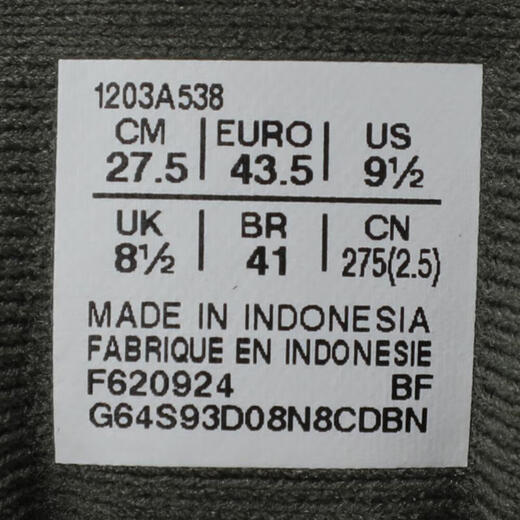 1203A538
CM EURO US
27.5 43.5 9½
UK BR CN
8½ 41 275(2.5)
MADE IN INDONESIA
FABRIQUE EN INDONESIE
F620924 BF
G64S93D08N8CDBN